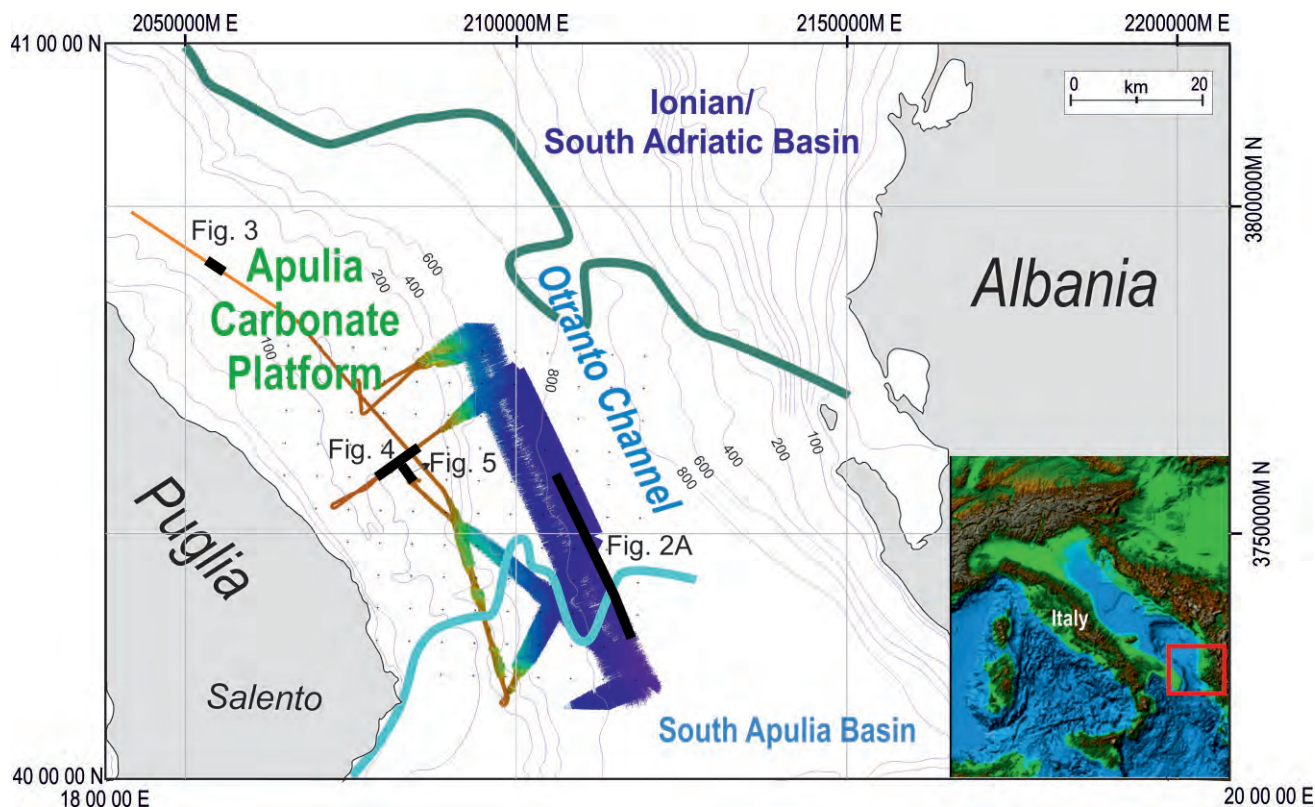 2050000M E
2100000M E
2150000M E
2200000M E
41 00 00 N
0
20
km
Ionian/
South Adriatic Basin
3800000M N
Fig. 3
Apulia
Carbonate
Platform
600
400
200
100
Otranto Channel
Albania
800
Fig. 4
Fig. 5
100
200
400
600
800
Puglia
Fig. 2A
3750000M N
Italy
Salento
South Apulia Basin
40 00 00 N
18 00 00 E
20 00 00 E